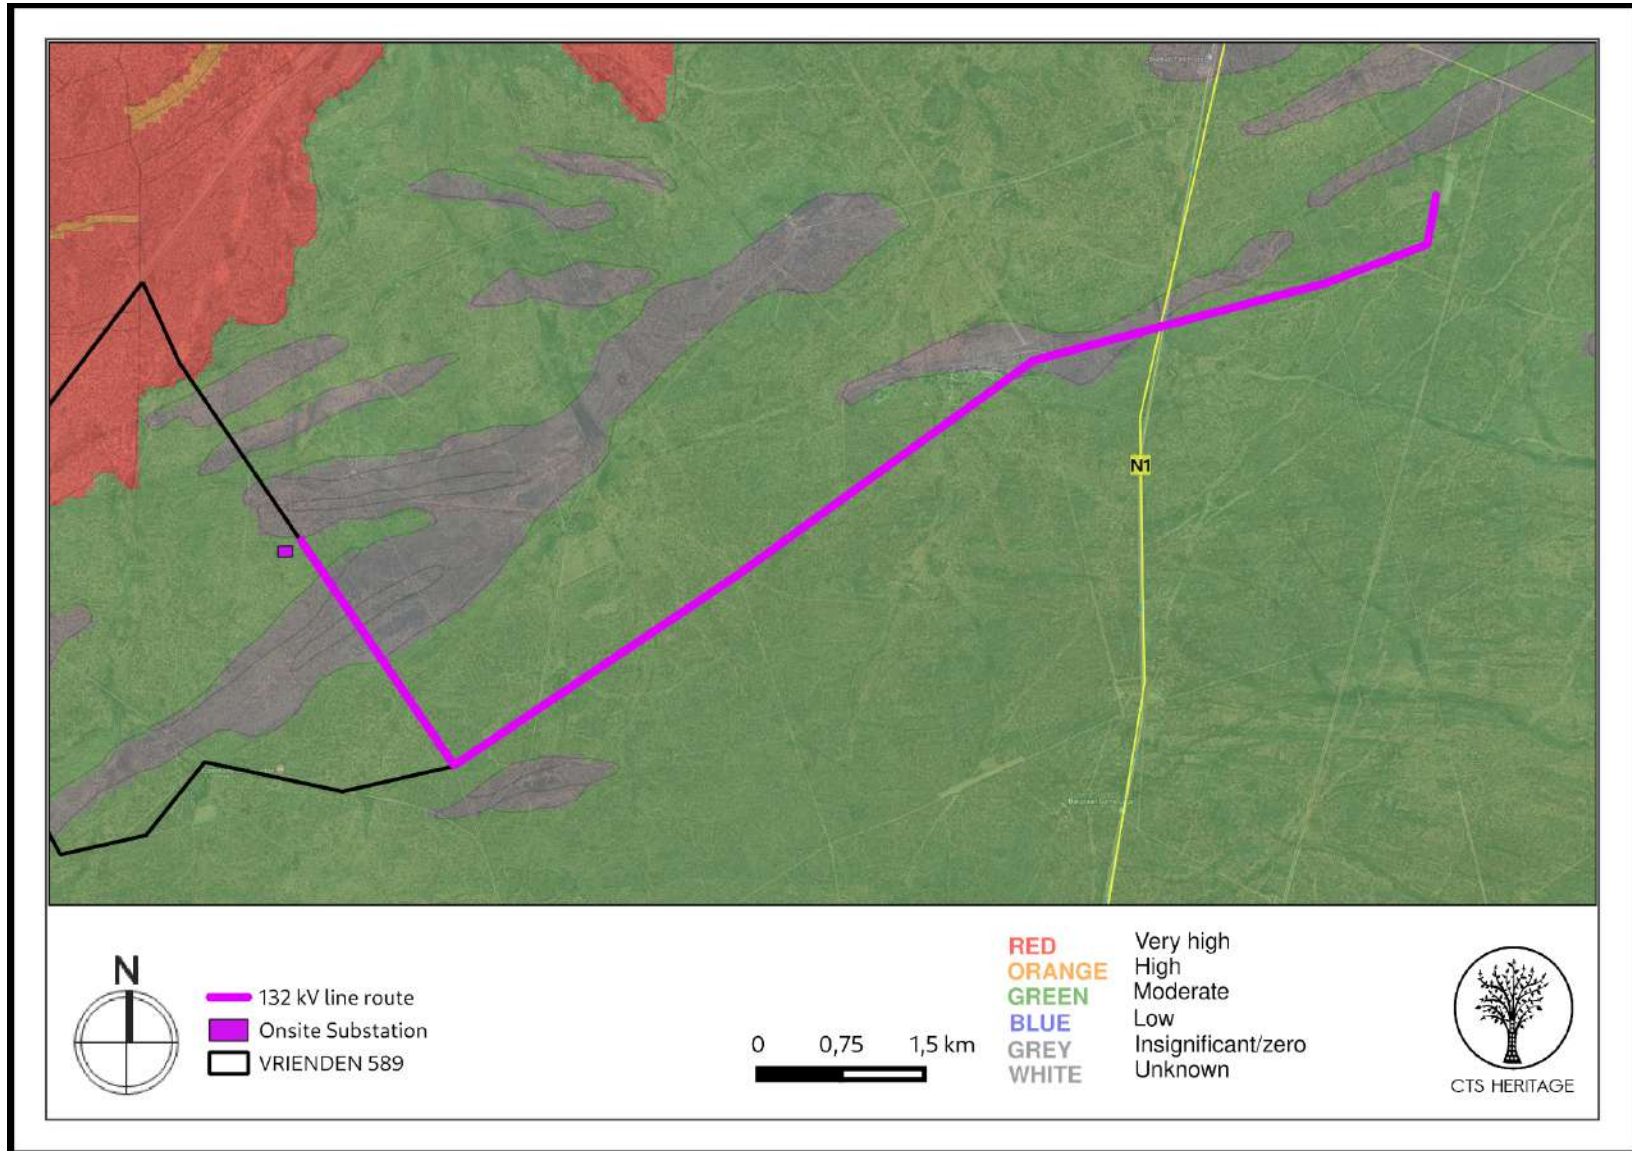 N1
N
132 kV line route
Onsite Substation
VRIENDEN 589
0 0,75 1,5 km
RED Very high
ORANGE High
GREEN Moderate
BLUE Low
GREY Insignificant/zero
WHITE Unknown
CTS HERITAGE